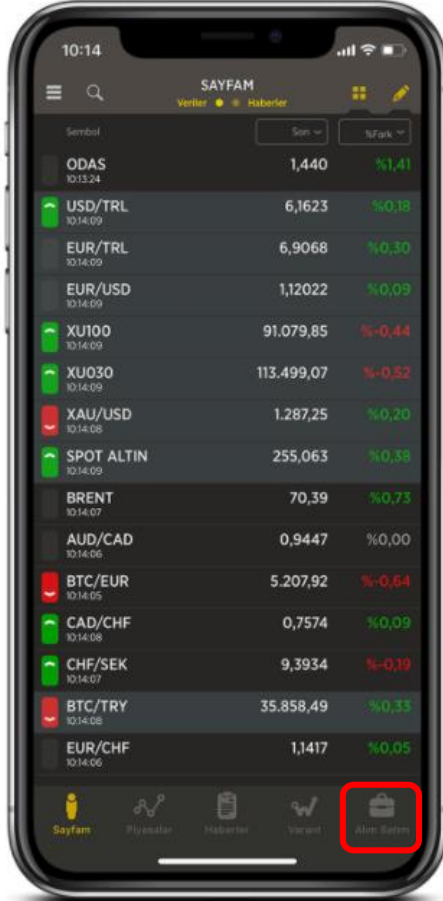 10:14
SAYFAM
Veriler Haberler
Sembol Son %Fark
ODAS 1,440 %1,41
10:13:24
USD/TRL 6,1623 %0,18
10:14:09
EUR/TRL 6,9068 %0,30
10:14:09
EUR/USD 1,12022 %0,09
10:14:09
XU100 91.079,85 %-0,44
10:14:09
XU030 113.499,07 %-0,52
10:14:09
XAU/USD 1.287,25 %0,20
10:14:08
SPOT ALTIN 255,063 %0,38
10:14:09
BRENT 70,39 %0,73
10:14:07
AUD/CAD 0,9447 %0,00
10:14:06
BTC/EUR 5.207,92 %-0,64
10:14:05
CAD/CHF 0,7574 %0,09
10:14:08
CHF/SEK 9,3934 %-0,19
10:14:07
BTC/TRY 35.858,49 %0,33
10:14:08
EUR/CHF 1,1417 %0,05
10:14:06
Sayfam Piyasalar Haberler Varant Alım Satım